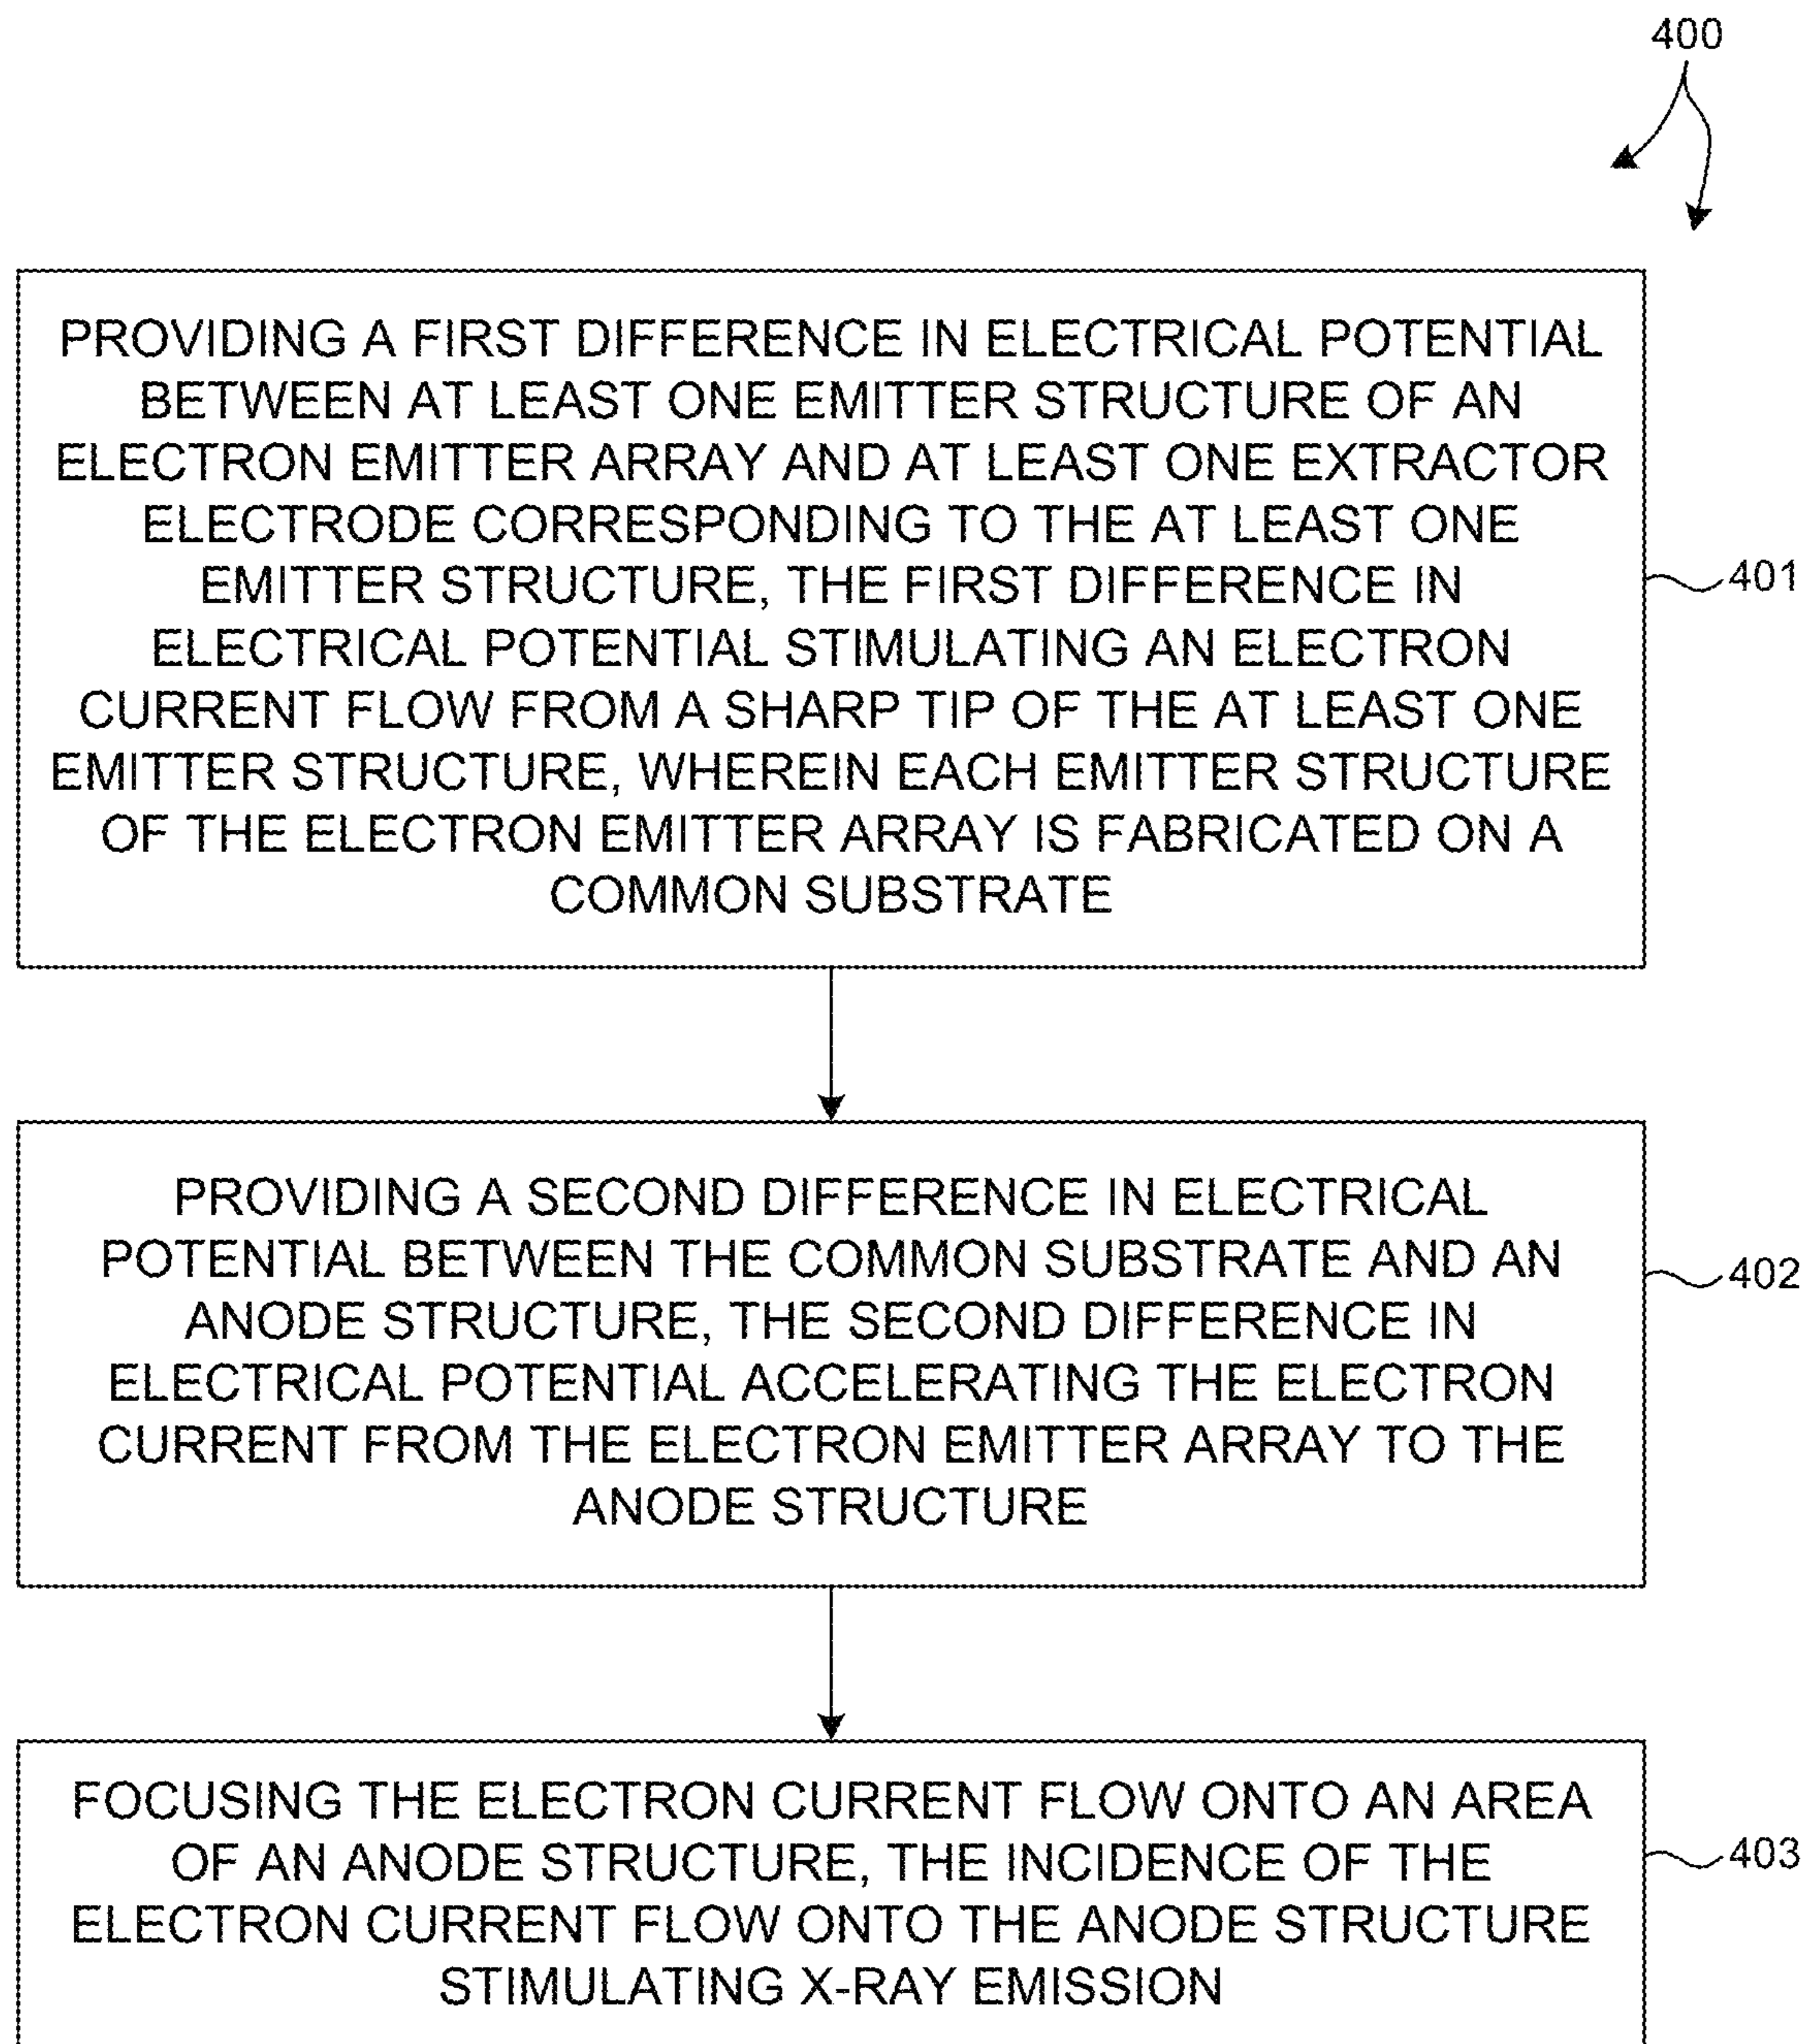 400
PROVIDING A FIRST DIFFERENCE IN ELECTRICAL POTENTIAL
BETWEEN AT LEAST ONE EMITTER STRUCTURE OF AN
ELECTRON EMITTER ARRAY AND AT LEAST ONE EXTRACTOR
ELECTRODE CORRESPONDING TO THE AT LEAST ONE
EMITTER STRUCTURE, THE FIRST DIFFERENCE IN
ELECTRICAL POTENTIAL STIMULATING AN ELECTRON
CURRENT FLOW FROM A SHARP TIP OF THE AT LEAST ONE
EMITTER STRUCTURE, WHEREIN EACH EMITTER STRUCTURE
OF THE ELECTRON EMITTER ARRAY IS FABRICATED ON A
COMMON SUBSTRATE
401
PROVIDING A SECOND DIFFERENCE IN ELECTRICAL
POTENTIAL BETWEEN THE COMMON SUBSTRATE AND AN
ANODE STRUCTURE, THE SECOND DIFFERENCE IN
ELECTRICAL POTENTIAL ACCELERATING THE ELECTRON
CURRENT FROM THE ELECTRON EMITTER ARRAY TO THE
ANODE STRUCTURE
402
FOCUSING THE ELECTRON CURRENT FLOW ONTO AN AREA
OF AN ANODE STRUCTURE, THE INCIDENCE OF THE
ELECTRON CURRENT FLOW ONTO THE ANODE STRUCTURE
STIMULATING X-RAY EMISSION
403